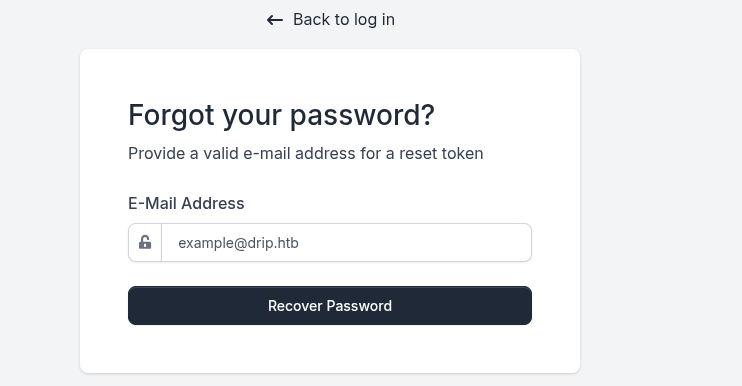 Back to log in
Forgot your password?
Provide a valid e-mail address for a reset token
E-Mail Address
example@drip.htb
Recover Password